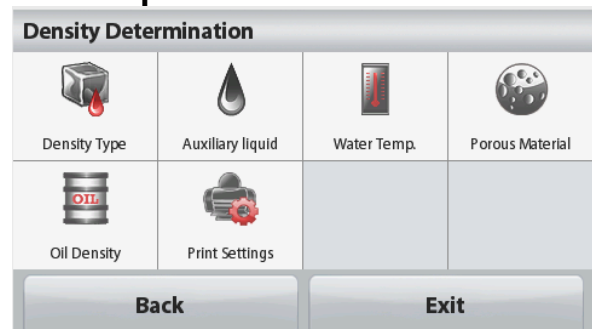 Density Determination
Density Type
Auxiliary liquid
Water Temp.
Porous Material
OIL
Oil Density
Print Settings
Back
Exit